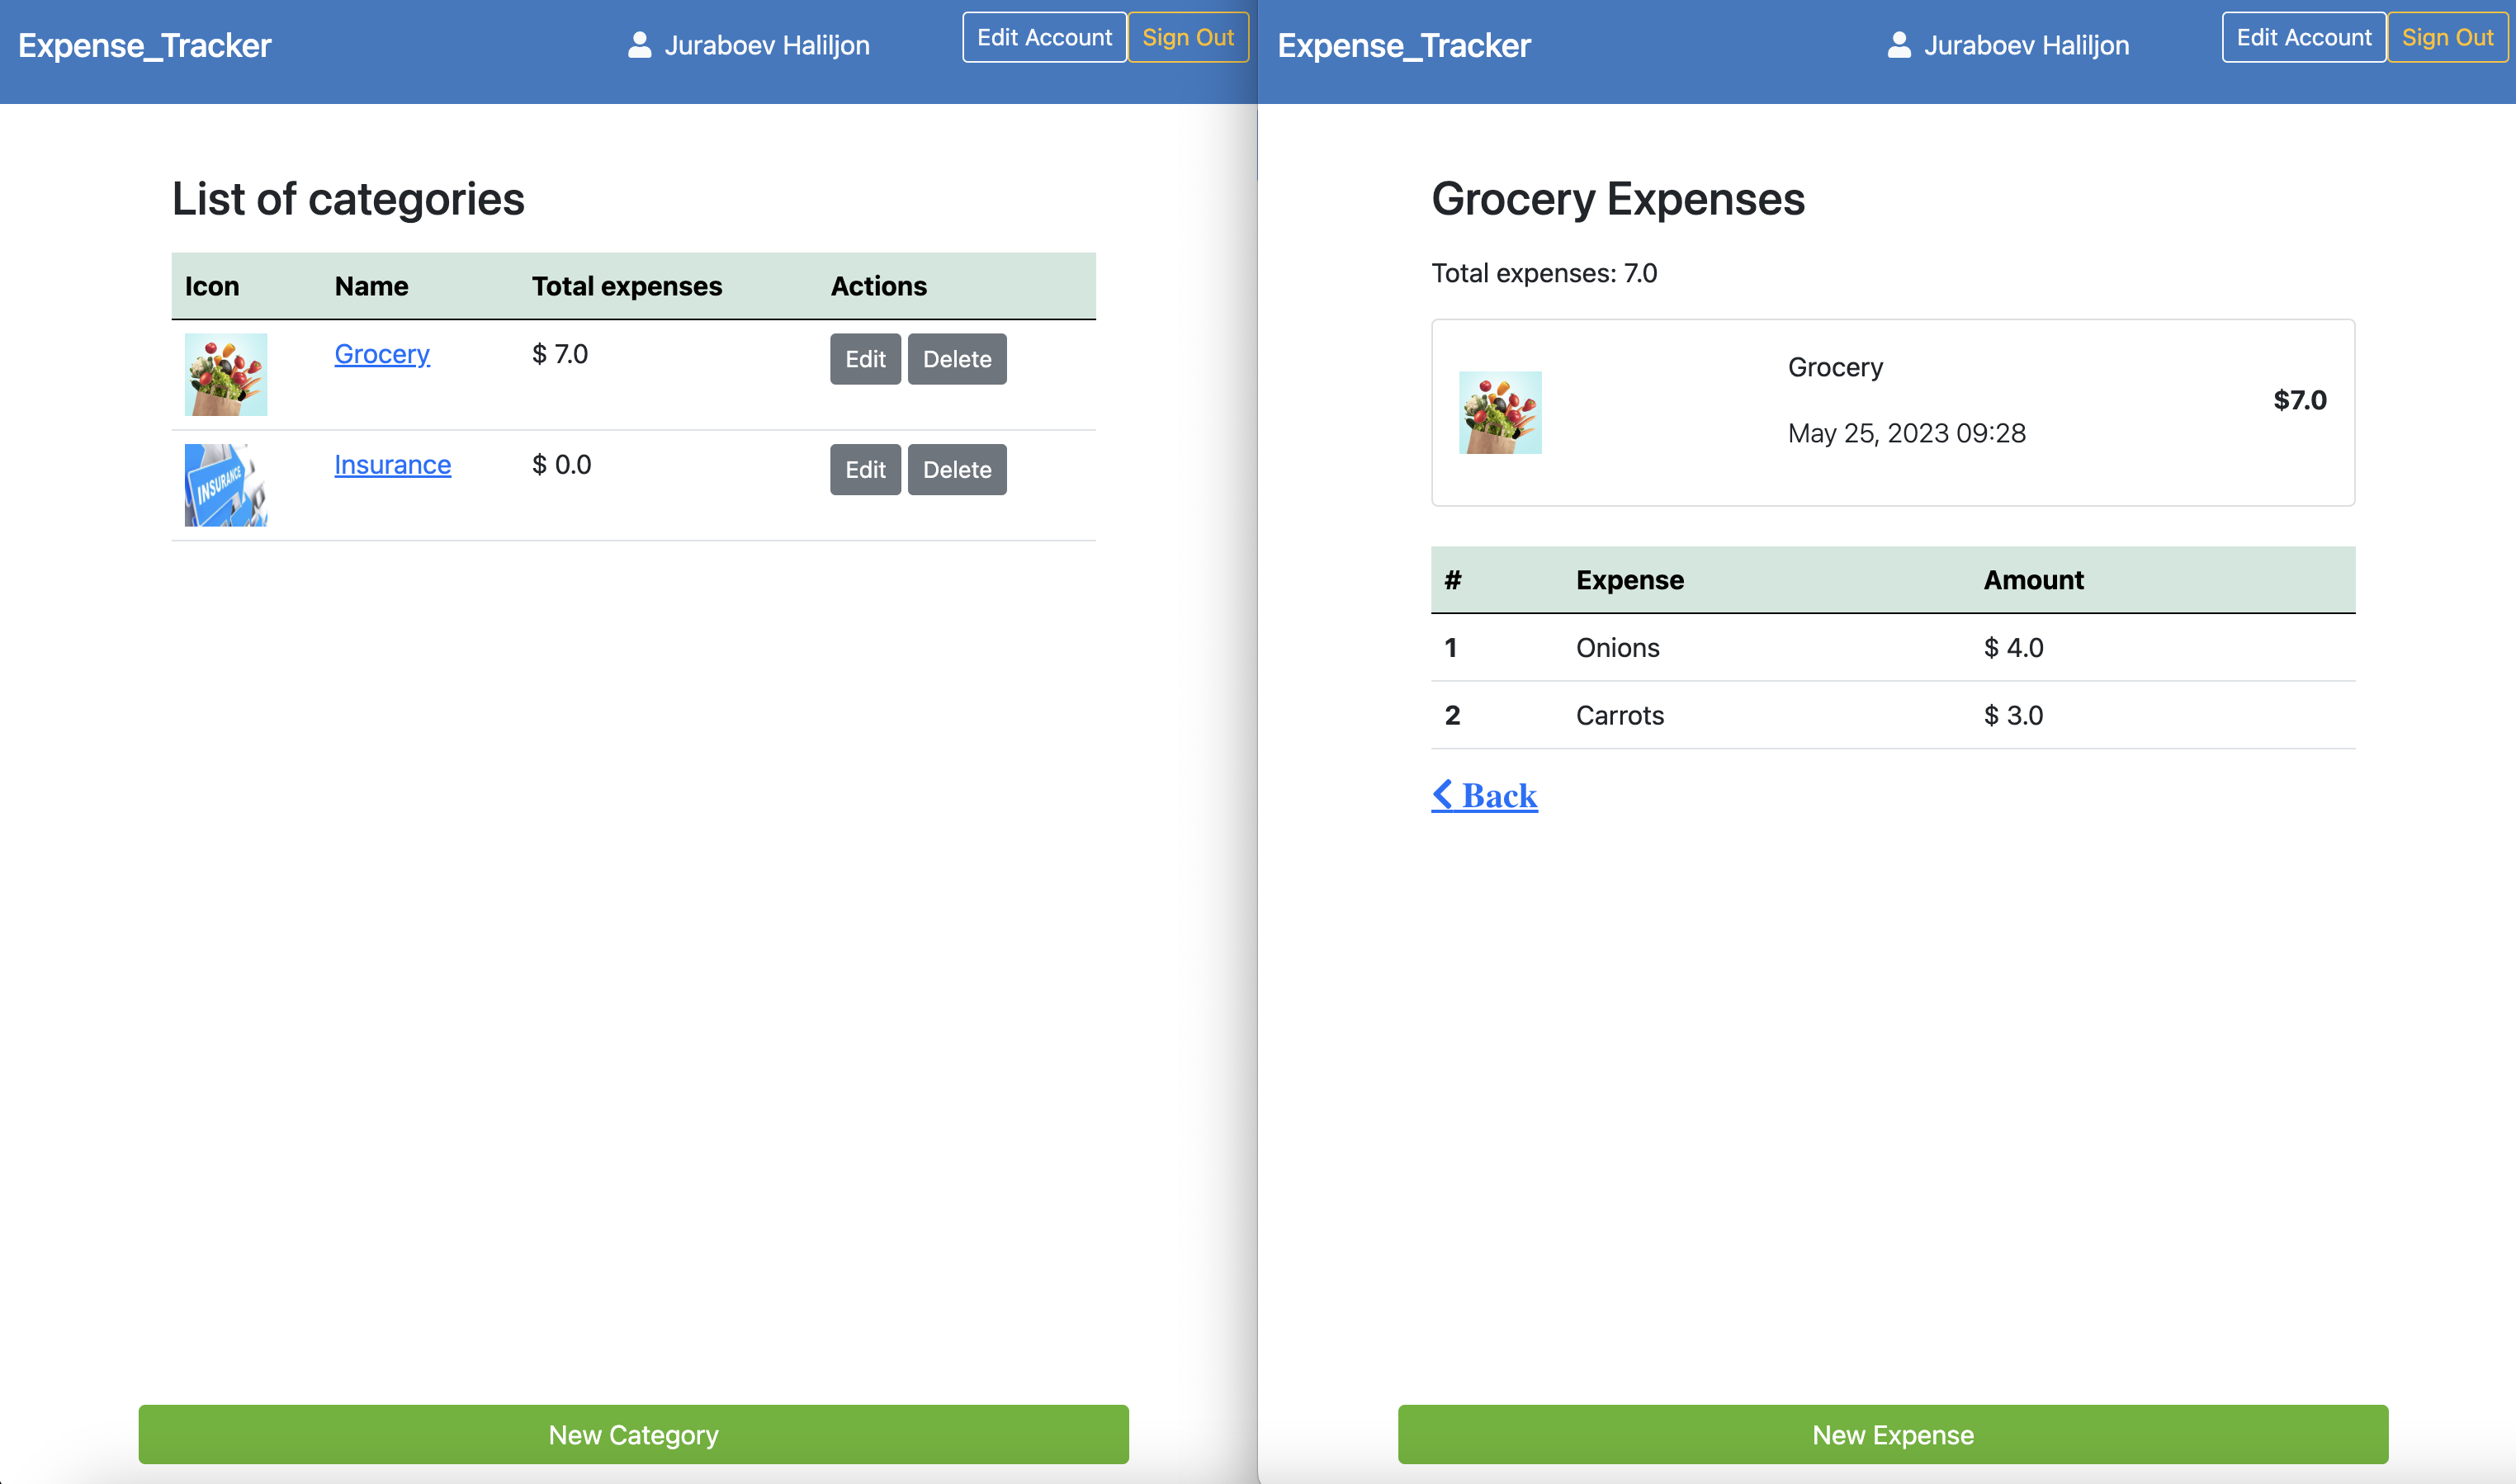 Expense_Tracker
Juraboev Haliljon
Edit Account
Sign Out
List of categories
Icon Name Total expenses Actions
Grocery $ 7.0 Edit Delete
INSURANCE
Insurance $ 0.0 Edit Delete
New Category
Expense_Tracker
Juraboev Haliljon
Edit Account
Sign Out
Grocery Expenses
Total expenses: 7.0
Grocery
$7.0
May 25, 2023 09:28
# Expense Amount
1 Onions $ 4.0
2 Carrots $ 3.0
Back
New Expense